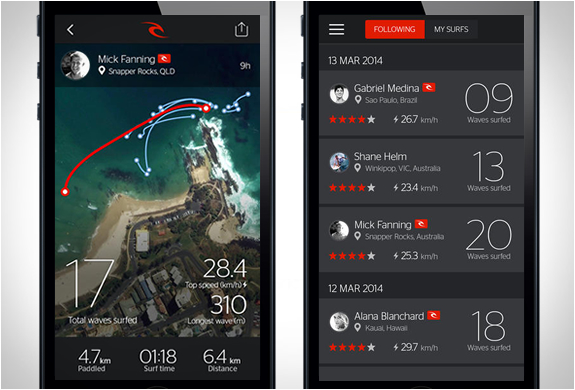 Mick Fanning
Snapper Rocks, QLD
9h
17
Total waves surfed
28.4
Top speed (km/h)
310
Longest wave (m)
4.7km
Paddled
01:18
Surf time
6.4 km
Distance
FOLLOWING
MY SURFS
13 MAR 2014
Gabriel Medina
Sao Paulo, Brazil
26.7 km/h
09
Waves surfed
Shane Helm
Winkipop, VIC, Australia
23.4 km/h
13
Waves surfed
Mick Fanning
Snapper Rocks, Australia
25.3 km/h
20
Waves surfed
12 MAR 2014
Alana Blanchard
Kauai, Hawaii
29.7 km/h
18
Waves surfed